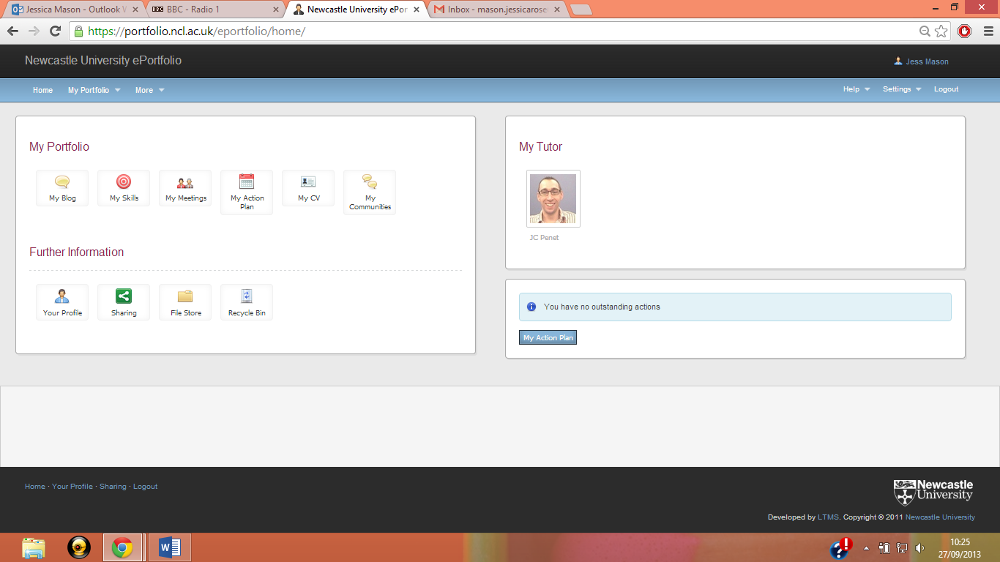 Jessica Mason - Outlook W
BBC - Radio 1
Newcastle University ePor
Inbox - mason.jessicarose
https://portfolio.ncl.ac.uk/eportfolio/home/
Newcastle University ePortfolio
Jess Mason
Home My Portfolio More
Help Settings Logout
My Portfolio
My Blog
My Skills
My Meetings
My Action
Plan
My CV
My
Communities
Further Information
Your Profile
Sharing
File Store
Recycle Bin
My Tutor
JC Penet
You have no outstanding actions
My Action Plan
Home · Your Profile · Sharing · Logout
Newcastle
University
Developed by LTMS. Copyright © 2011 Newcastle University
10:25
27/09/2013